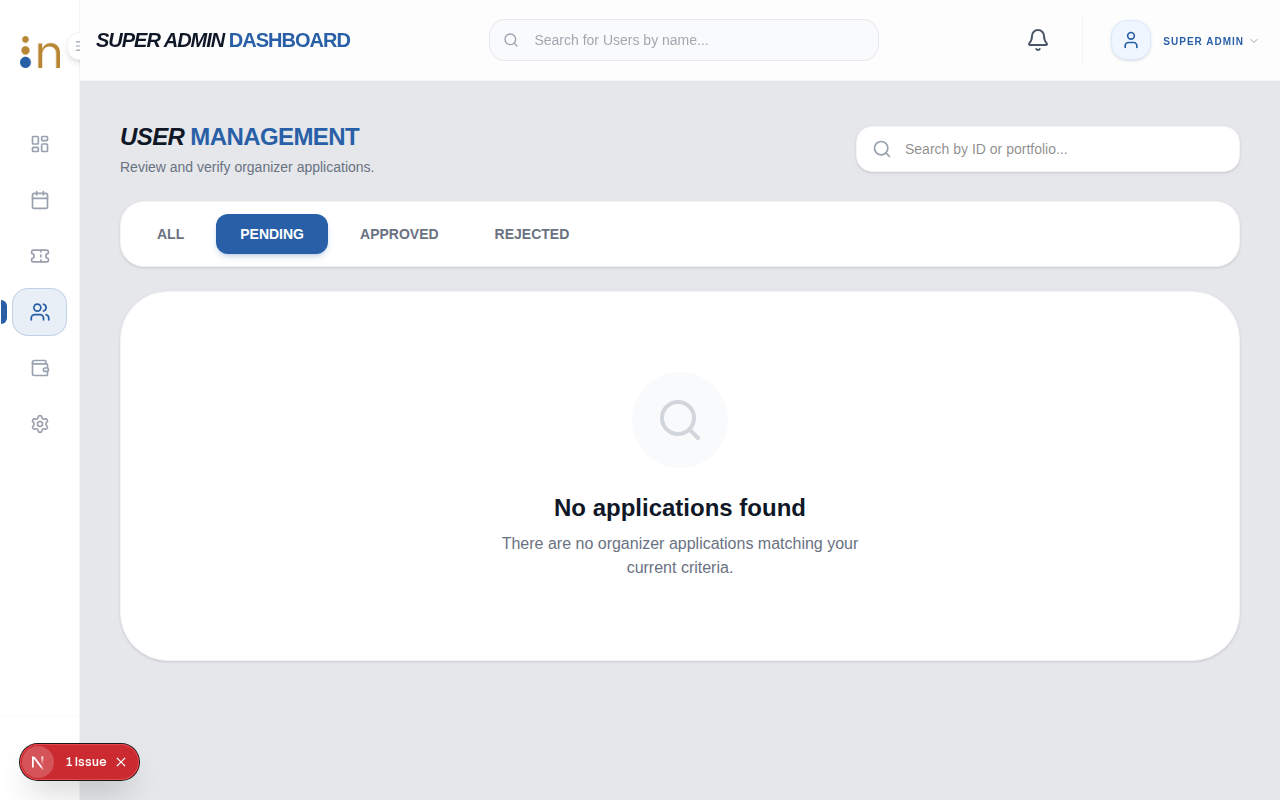 in
SUPER ADMIN DASHBOARD
Search for Users by name...
SUPER ADMIN
USER MANAGEMENT
Review and verify organizer applications.
Search by ID or portfolio...
ALL
PENDING
APPROVED
REJECTED
No applications found
There are no organizer applications matching your
current criteria.
N
1 Issue